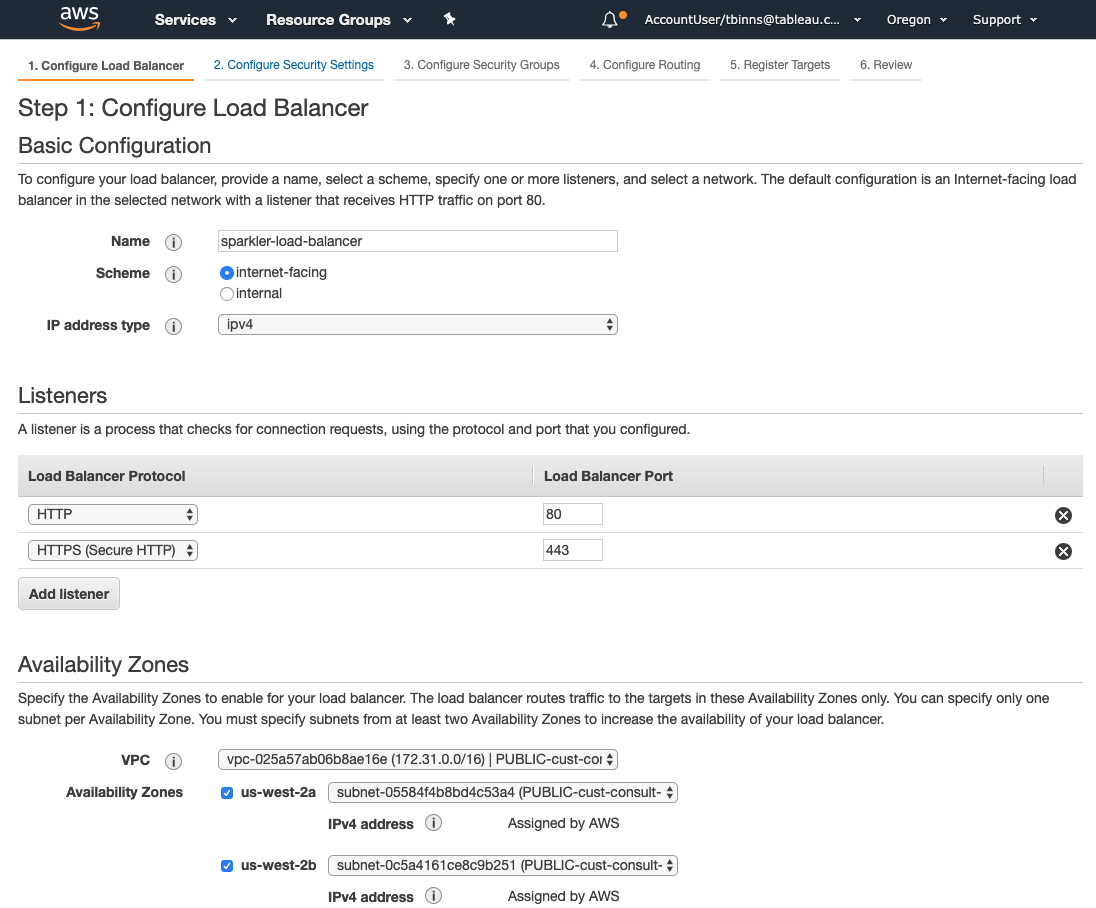 aws Services Resource Groups AccountUser/tbinns@tableau.c... Oregon Support
1. Configure Load Balancer 2. Configure Security Settings 3. Configure Security Groups 4. Configure Routing 5. Register Targets 6. Review
Step 1: Configure Load Balancer
Basic Configuration
To configure your load balancer, provide a name, select a scheme, specify one or more listeners, and select a network. The default configuration is an Internet-facing load
balancer in the selected network with a listener that receives HTTP traffic on port 80.
Name i sparkler-load-balancer
Scheme i internet-facing
internal
IP address type i ipv4
Listeners
A listener is a process that checks for connection requests, using the protocol and port that you configured.
Load Balancer Protocol Load Balancer Port
HTTP 80
HTTPS (Secure HTTP) 443
Add listener
Availability Zones
Specify the Availability Zones to enable for your load balancer. The load balancer routes traffic to the targets in these Availability Zones only. You can specify only one
subnet per Availability Zone. You must specify subnets from at least two Availability Zones to increase the availability of your load balancer.
VPC i vpc-025a57ab06b8ae16e (172.31.0.0/16) | PUBLIC-cust-cor
Availability Zones us-west-2a subnet-05584f4b8bd4c53a4 (PUBLIC-cust-consult-
IPv4 address i Assigned by AWS
us-west-2b subnet-0c5a4161ce8c9b251 (PUBLIC-cust-consult-
IPv4 address i Assigned by AWS